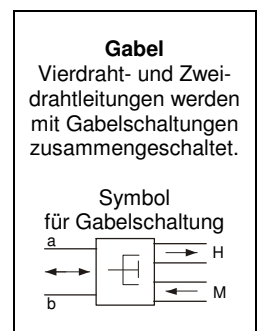 Gabel
Vierdraht- und Zwei-
drahtleitungen werden
mit Gabelschaltungen
zusammengeschaltet.
Symbol
für Gabelschaltung
a
H
M
b